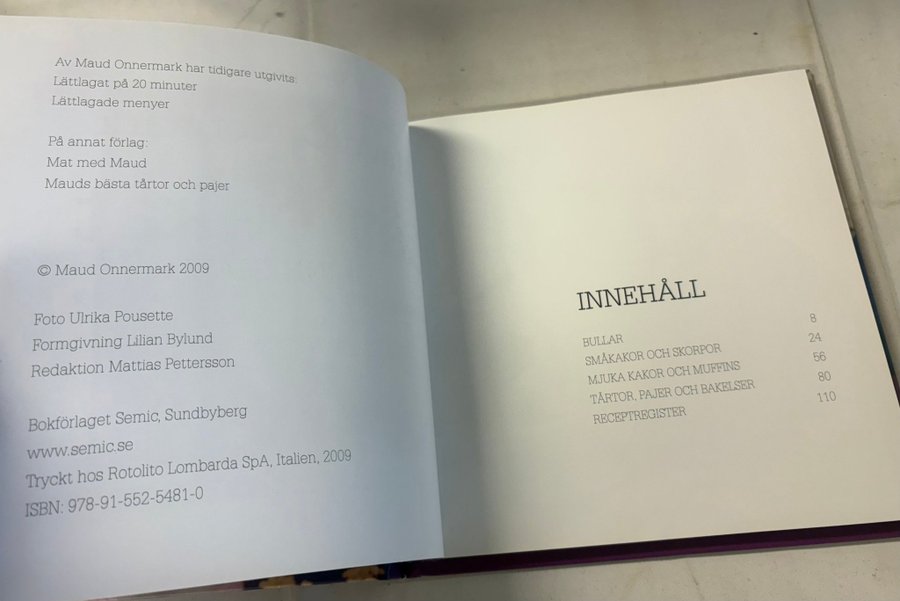 Av Maud Onnermark har tidigare utgivits:
Lättlagat på 20 minuter
Lättlagade menyer
På annat förlag:
Mat med Maud
Mauds bästa tårtor och pajer
© Maud Onnermark 2009
Foto Ulrika Pousette
Formgivning Lilian Bylund
Redaktion Mattias Pettersson
Bokförlaget Semic, Sundbyberg
www.semic.se
Tryckt hos Rotolito Lombarda SpA, Italien, 2009
ISBN: 978-91-552-5481-0
INNEHÅLL
BULLAR 8
SMÅKAKOR OCH SKORPOR 24
MJUKA KAKOR OCH MUFFINS 56
TÅRTOR, PAJER OCH BAKELSER 80
RECEPTREGISTER 110